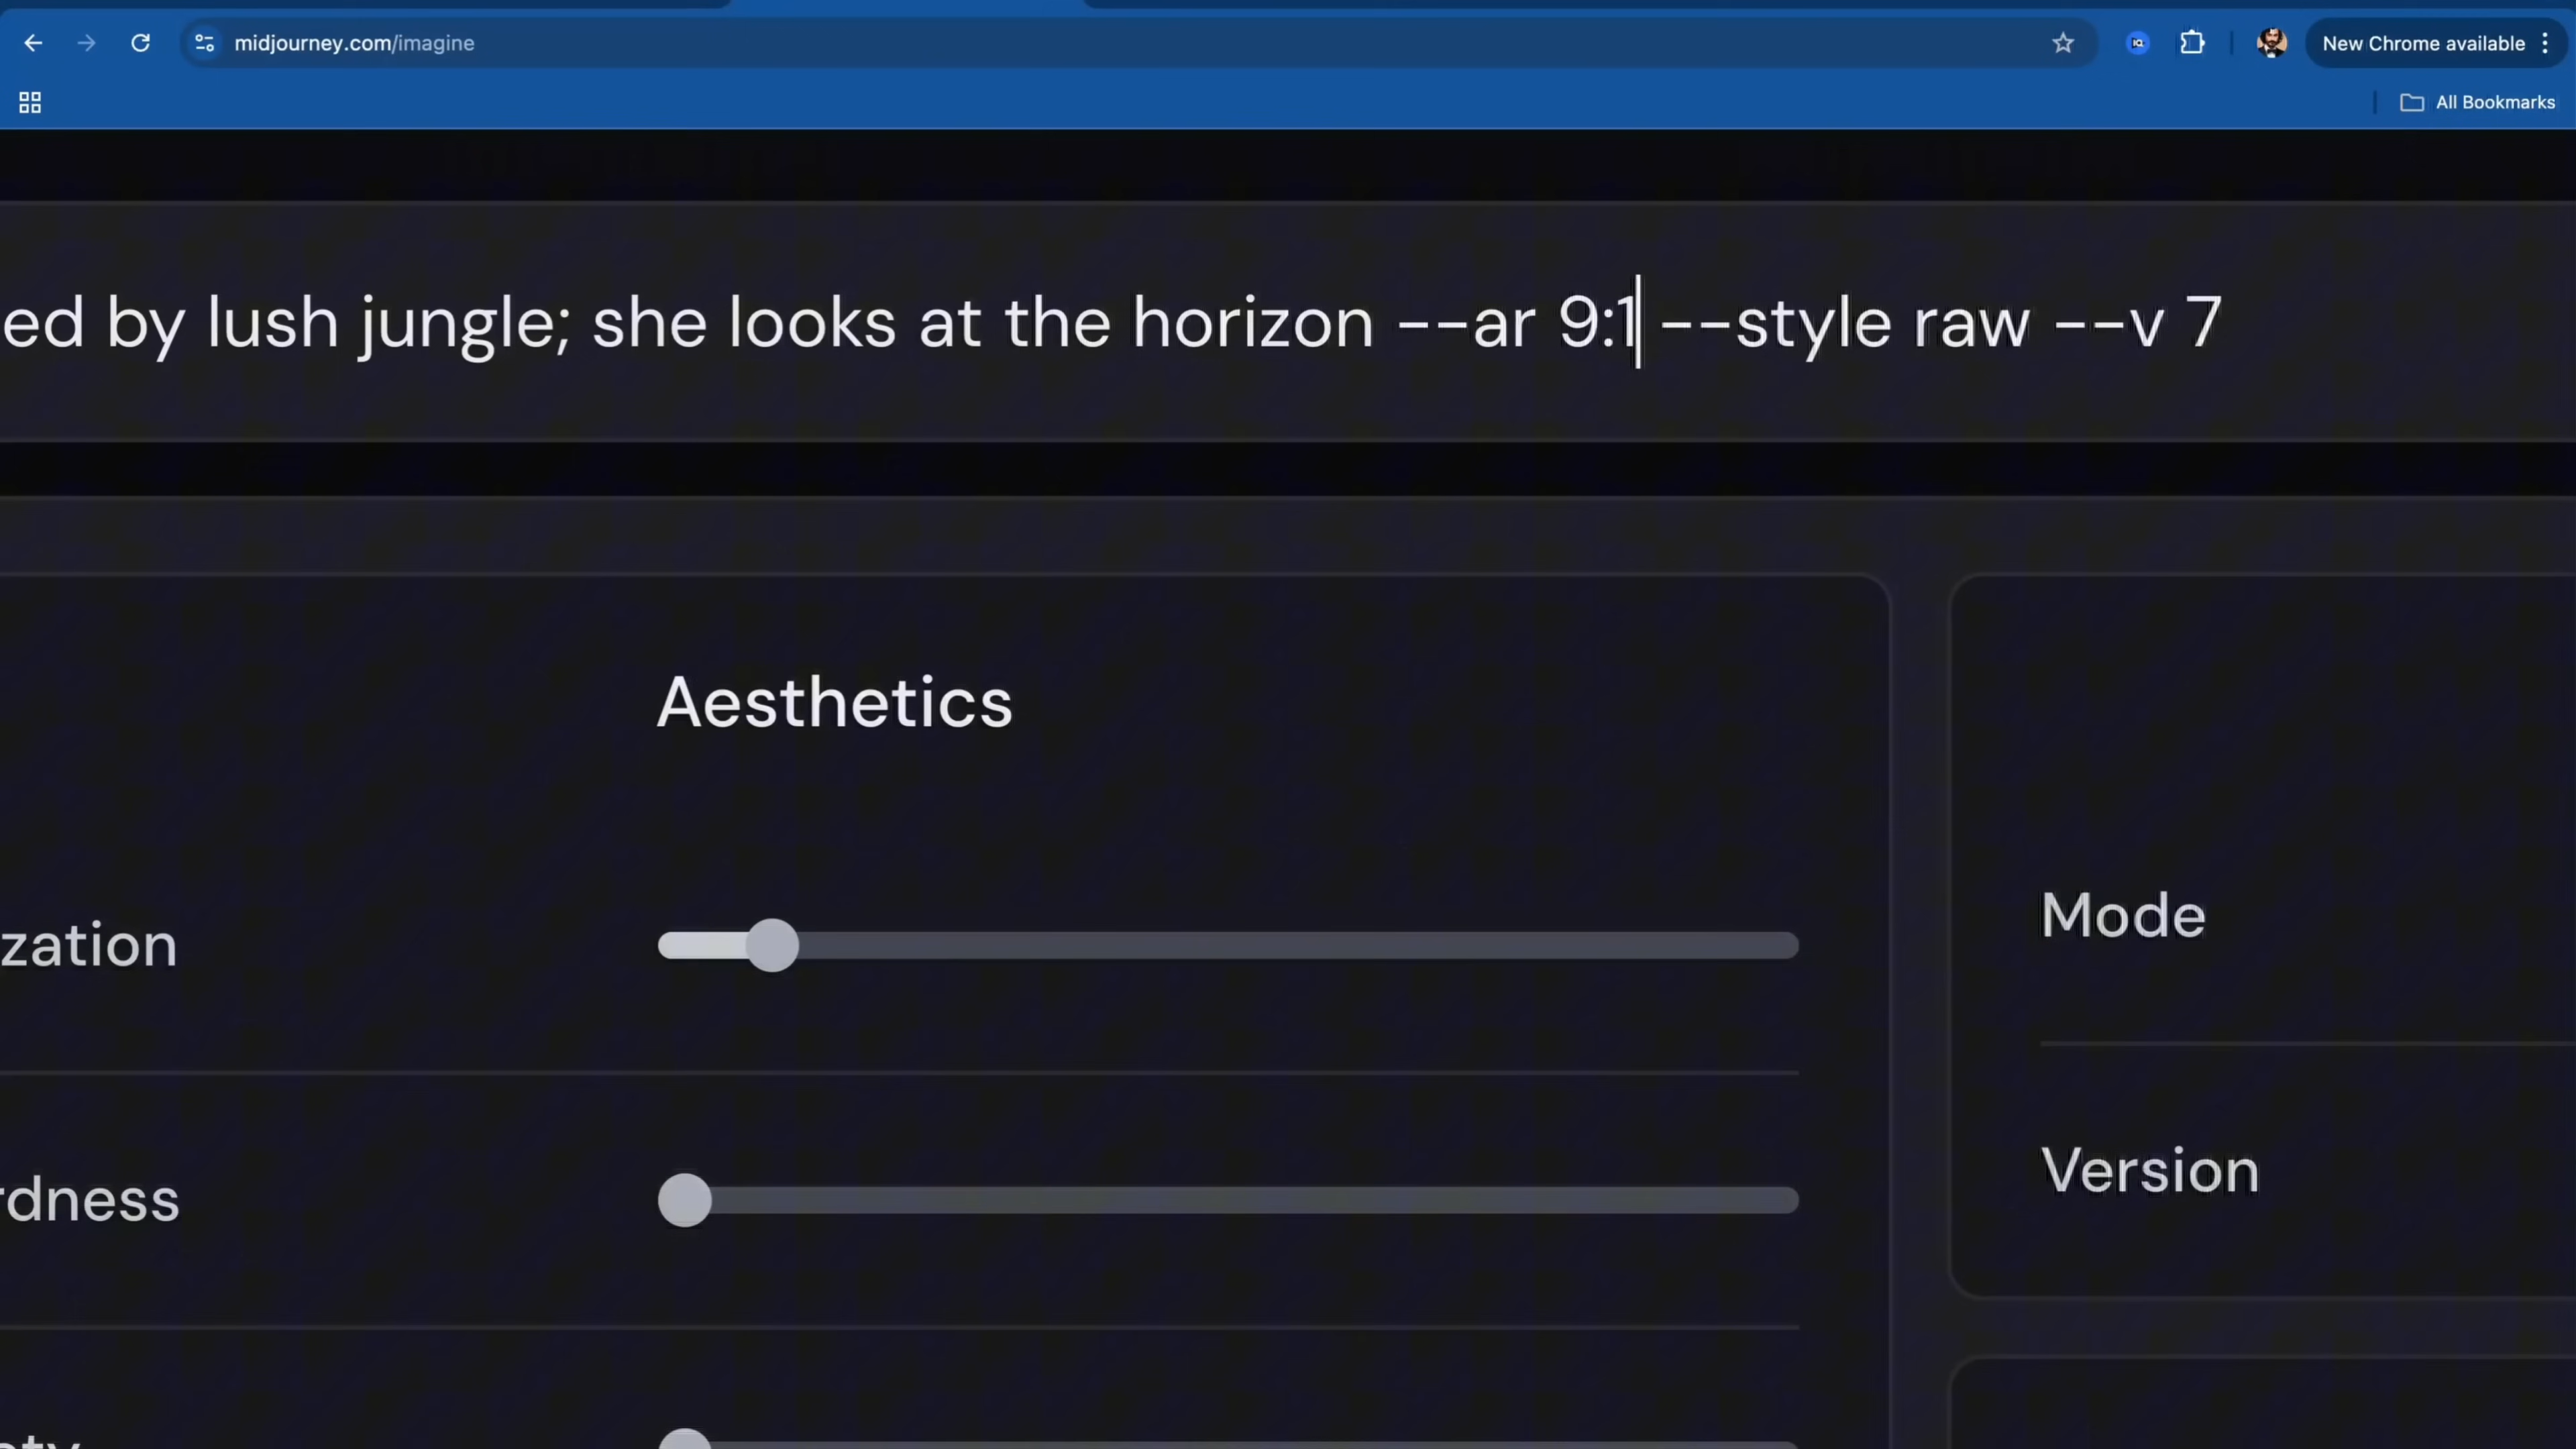 midjourney.com/imagine
New Chrome available
All Bookmarks
ed by lush jungle; she looks at the horizon --ar 9:1 --style raw --v 7
Aesthetics
zation
Mode
rdness
Version